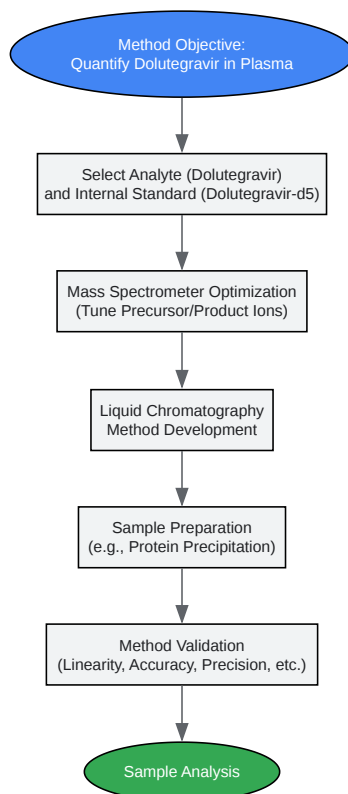 Method Objective:
Quantify Dolutegravir in Plasma
Select Analyte (Dolutegravir)
and Internal Standard (Dolutegravir-d5)
Mass Spectrometer Optimization
(Tune Precursor/Product Ions)
Liquid Chromatography
Method Development
Sample Preparation
(e.g., Protein Precipitation)
Method Validation
(Linearity, Accuracy, Precision, etc.)
Sample Analysis